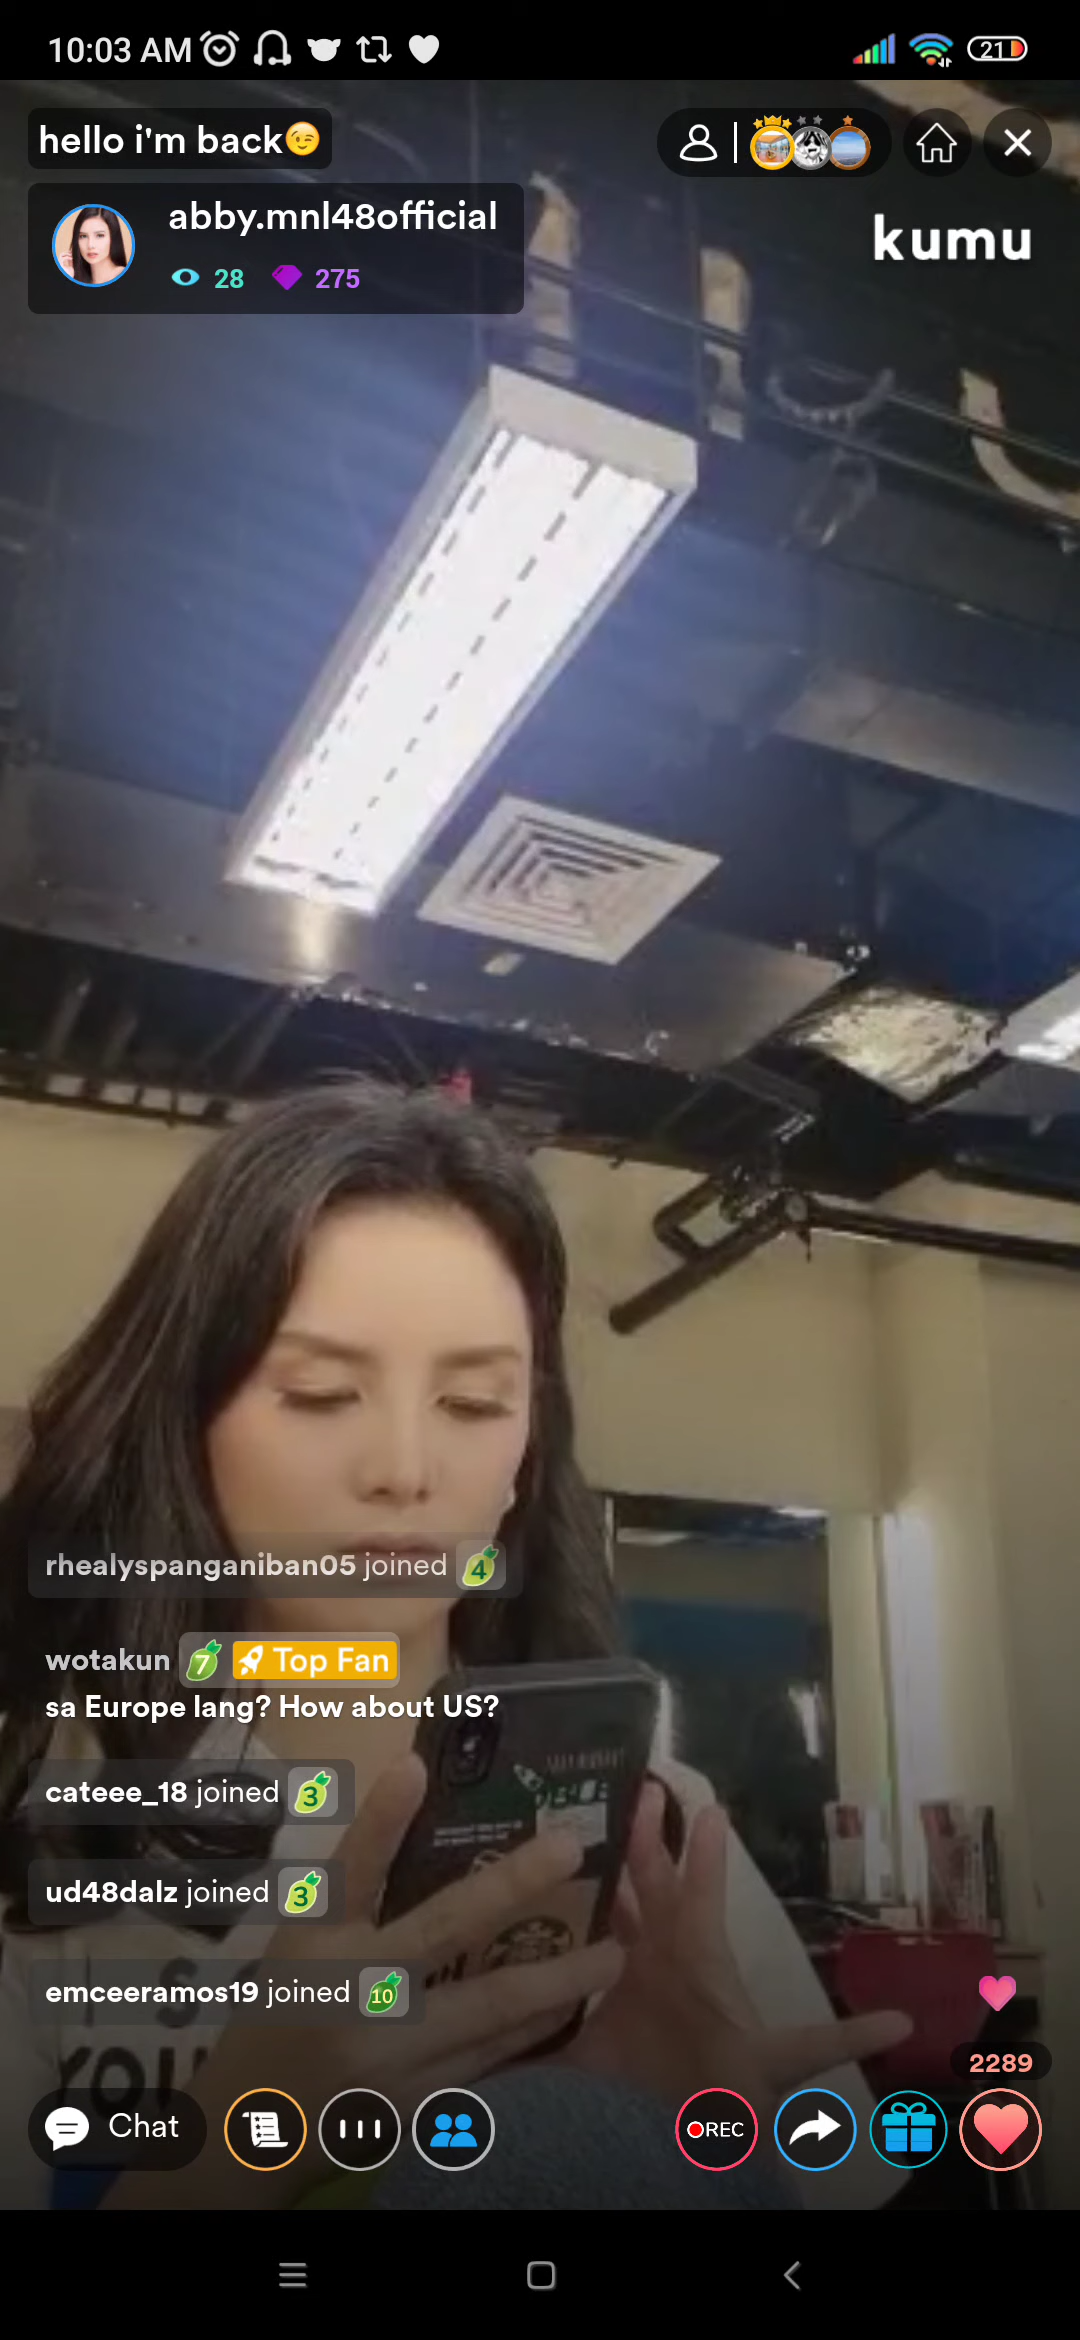 10:03 AM
21
hello i'm back😉
abby.mnl48official
28 275
kumu
rhealyspanganiban05 joined 4
wotakun 7 Top Fan
sa Europe lang? How about US?
cateee_18 joined 3
ud48dalz joined 3
emceeramos19 joined 10
YOU
2289
Chat
REC